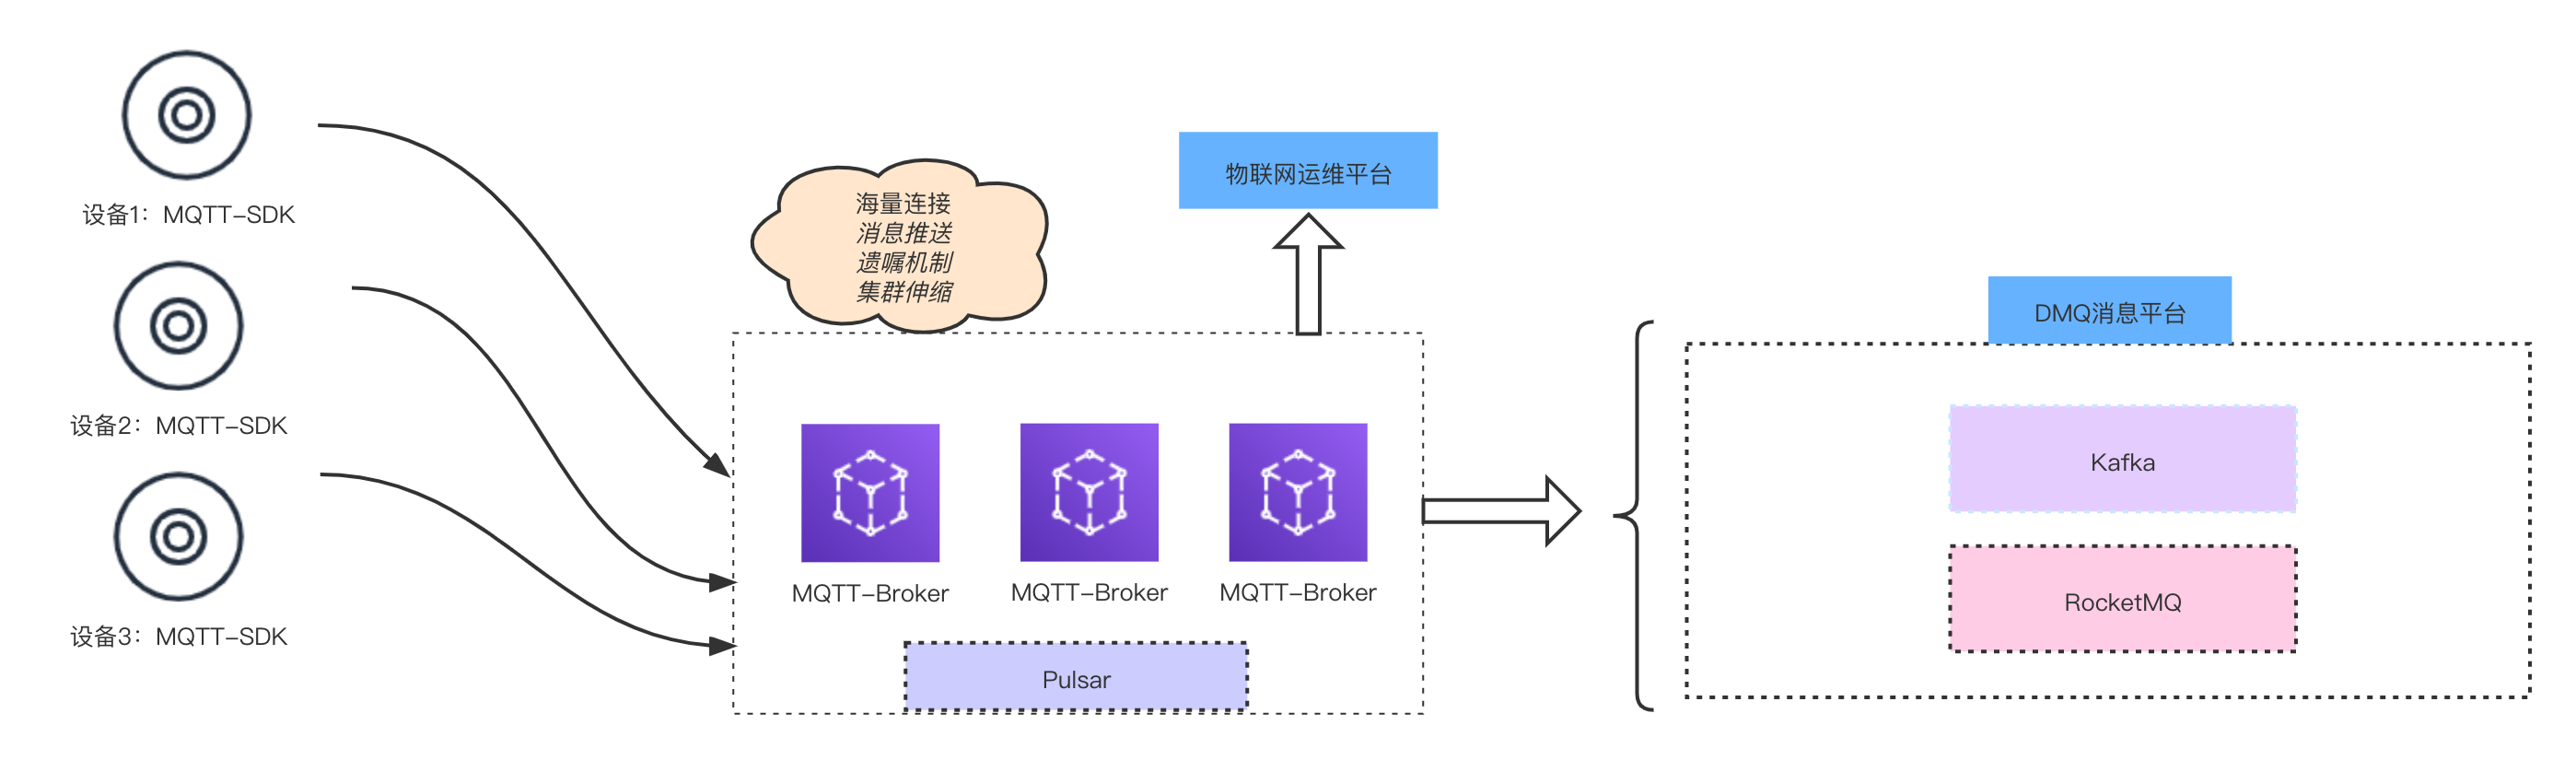 设备1：MQTT-SDK
设备2：MQTT-SDK
设备3：MQTT-SDK
海量连接
消息推送
遗嘱机制
集群伸缩
物联网运维平台
MQTT-Broker
MQTT-Broker
MQTT-Broker
Pulsar
DMQ消息平台
Kafka
RocketMQ